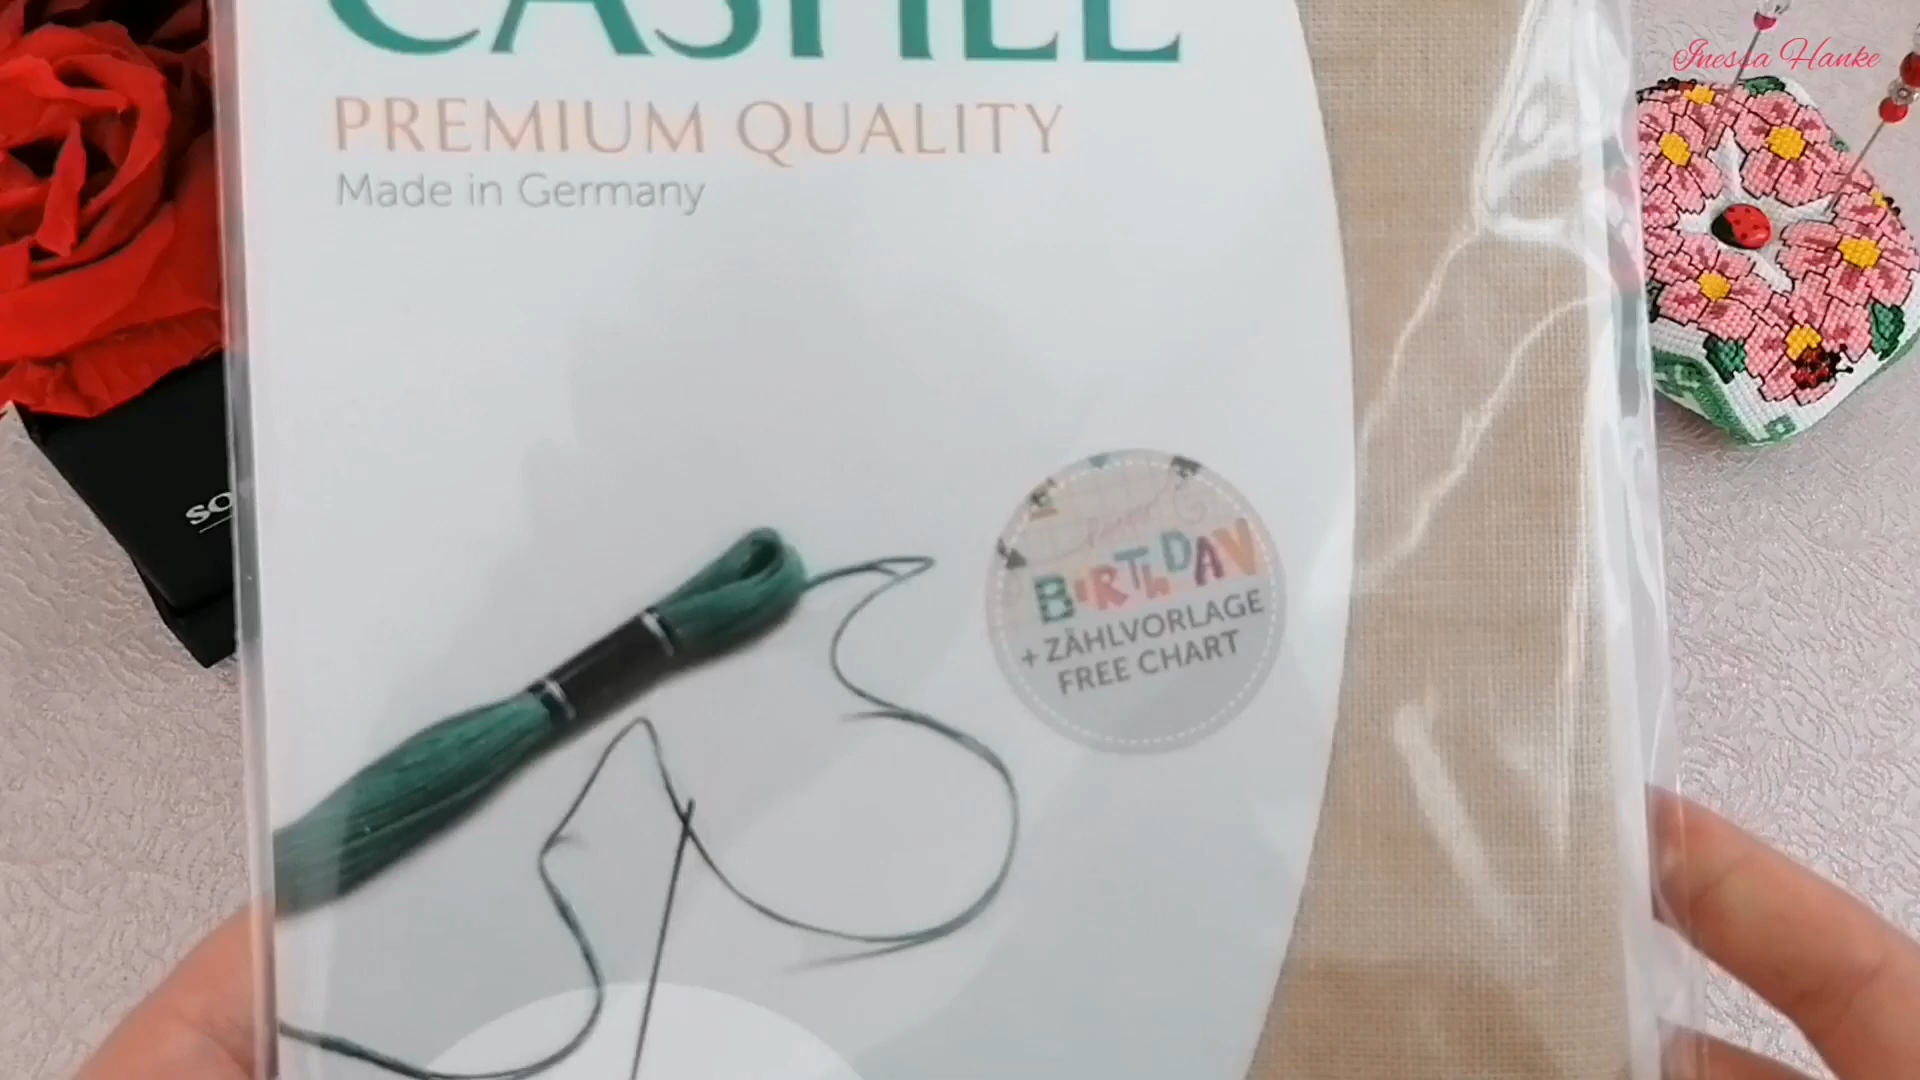 CASHEL
PREMIUM QUALITY
Made in Germany
Inessa Hanke
BIRTHDAY
+ ZÄHLVORLAGE
FREE CHART